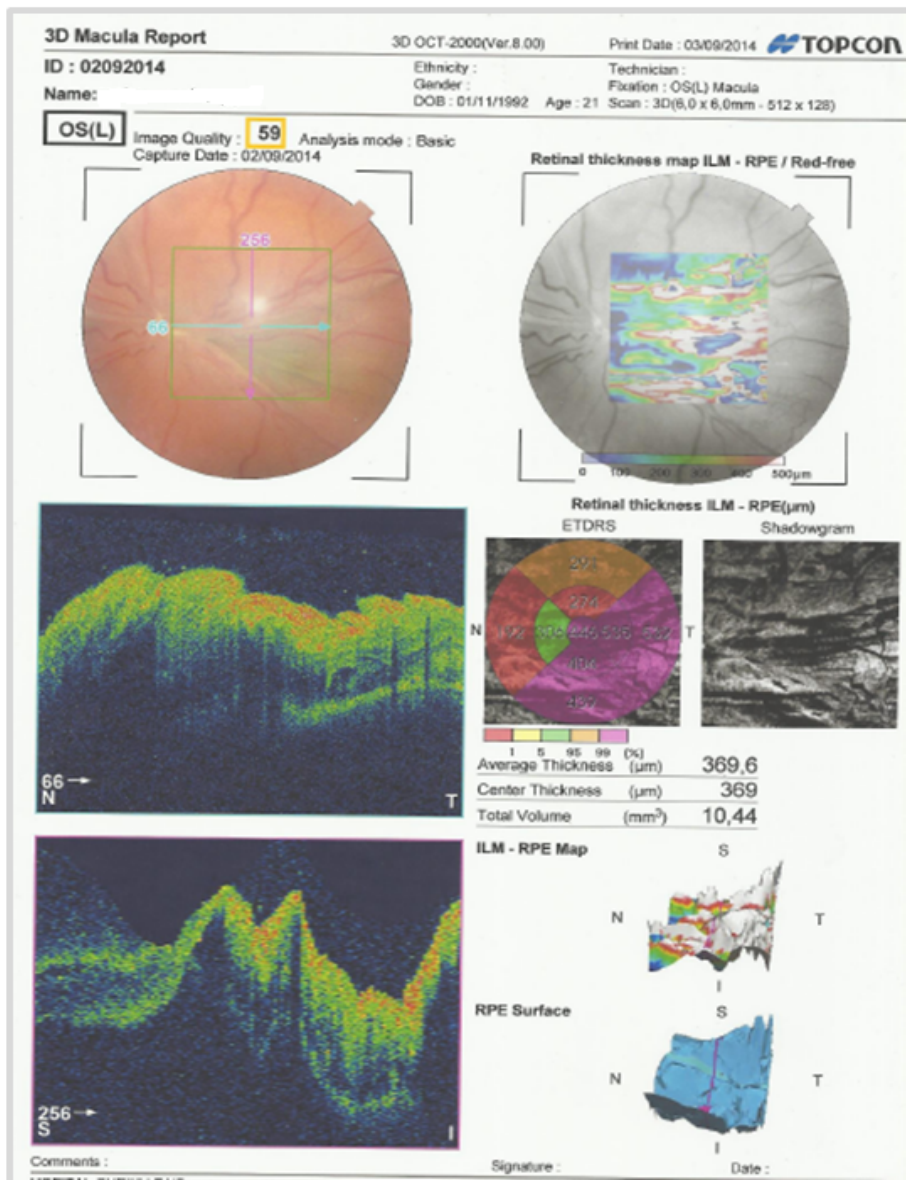 3D Macula Report 3D OCT-2000(Ver.8.00) Print Date : 03/09/2014 TOPCON
ID : 02092014 Ethnicity : Technician :
Gender : Fixation : OS(L) Macula
Name: DOB : 01/11/1992 Age : 21 Scan : 3D(6,0 x 6,0mm - 512 x 128)
OS(L) Image Quality : 59 Analysis mode : Basic
Capture Date : 02/09/2014
Retinal thickness map ILM - RPE / Red-free
256
66
0 100 200 300 400 500µm
Retinal thickness ILM - RPE(µm)
ETDRS Shadowgram
274
N T
1 5 95 99 (%)
66
N T
Average Thickness (µm) 369,6
Center Thickness (µm) 369
Total Volume (mm³) 10,44
ILM - RPE Map S
N T
I
RPE Surface S
N T
I
256
S I
Comments : Signature : Date :